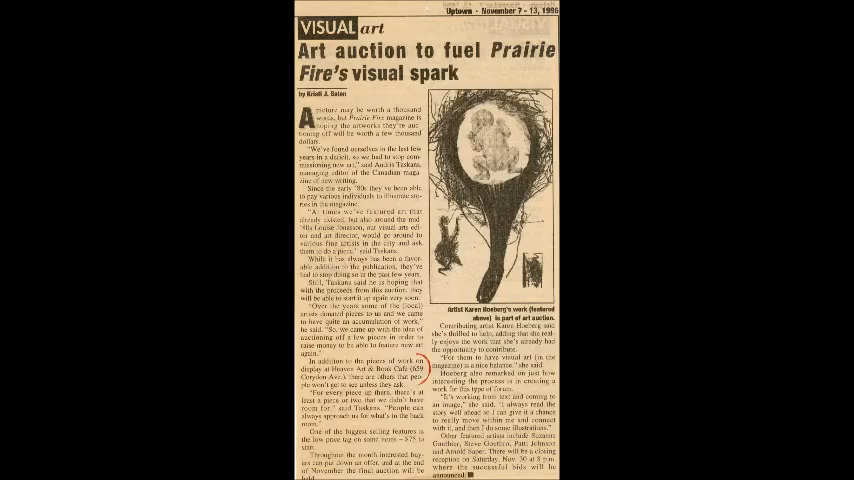 Uptown · November 7 - 13, 1996
VISUAL art
Art auction to fuel Prairie
Fire's visual spark
by Kristi J. Balon
A picture may be worth a thousand
words, but Prairie Fire magazine is
hoping the artworks they're auc-
tioning off will be worth a few thousand
dollars.
"We've found ourselves in the last few
years in a deficit, so we had to stop com-
missioning new art," said Andris Taskans,
managing editor of the Canadian maga-
zine of new writing.
Since the early '80s they've been able
to pay various individuals to illustrate sto-
ries in the magazine.
"At times we've featured art that
already existed, but also around the mid-
'80s Louise Jonasson, our visual arts edi-
tor and art director, would go around to
various fine artists in the city and ask
them to do a piece," said Taskans.
While it has always has been a favor-
able addition to the publication, they've
had to stop doing so in the past few years.
Still, Taskans said he is hoping that
with the proceeds from this auction, they
will be able to start it up again very soon.
"Over the years some of the (local)
artists donated pieces to us and we came
to have quite an accumulation of work,"
he said. "So, we came up with the idea of
auctioning off a few pieces in order to
raise money to be able to feature new art
again."
In addition to the pieces of work on
display at Heaven Art & Book Cafe (659
Corydon Ave.), there are others that peo-
ple won't get to see unless they ask.
"For every piece up there, there's at
least a piece or two that we didn't have
room for," said Taskans. "People can
always approach us for what's in the back
room."
One of the biggest selling features is
the low price tag on some items – $75 to
start.
Throughout the month interested buy-
ers can put down an offer, and at the end
of November the final auction will be
held.
Artist Karen Hoeberg's work (featured
above) is part of art auction.
Contributing artist Karen Hoeberg said
she's thrilled to help, adding that she real-
ly enjoys the work that she's already had
the opportunity to contribute.
"For them to have visual art (in the
magazine) is a nice balance," she said.
Hoeberg also remarked on just how
interesting the process is in creating a
work for this type of forum.
"It's working from text and coming to
an image," she said. "I always read the
story well ahead so I can give it a chance
to really move within me and connect
with it, and then I do some illustrations."
Other featured artists include Suzanne
Gauthier, Steve Gouthro, Patti Johnson
and Arnold Saper. There will be a closing
reception on Saturday, Nov. 30 at 8 p.m.
where the successful bids will be
announced.